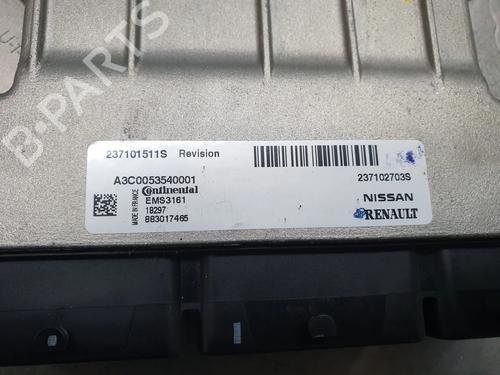 237101511S Revision
A3C0053540001
237102703S
Continental
MADE IN FRANCE
EMS3161
NISSAN
18297
RENAULT
883017465
B-PARTS